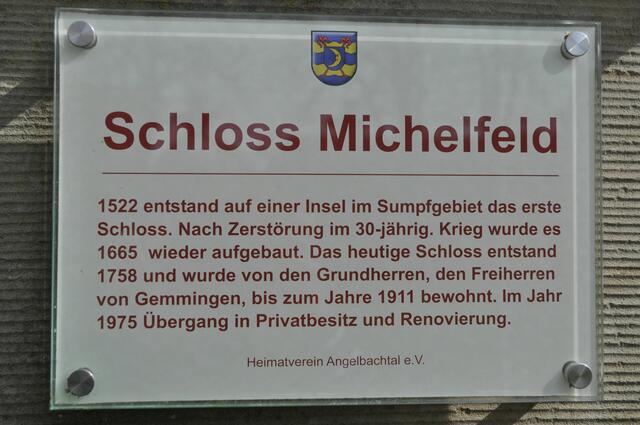 Schloss Michelfeld
1522 entstand auf einer Insel im Sumpfgebiet das erste
Schloss. Nach Zerstörung im 30-jährig. Krieg wurde es
1665 wieder aufgebaut. Das heutige Schloss entstand
1758 und wurde von den Grundherren, den Freiherren
von Gemmingen, bis zum Jahre 1911 bewohnt. Im Jahr
1975 Übergang in Privatbesitz und Renovierung.
Heimatverein Angelbachtal e.V.